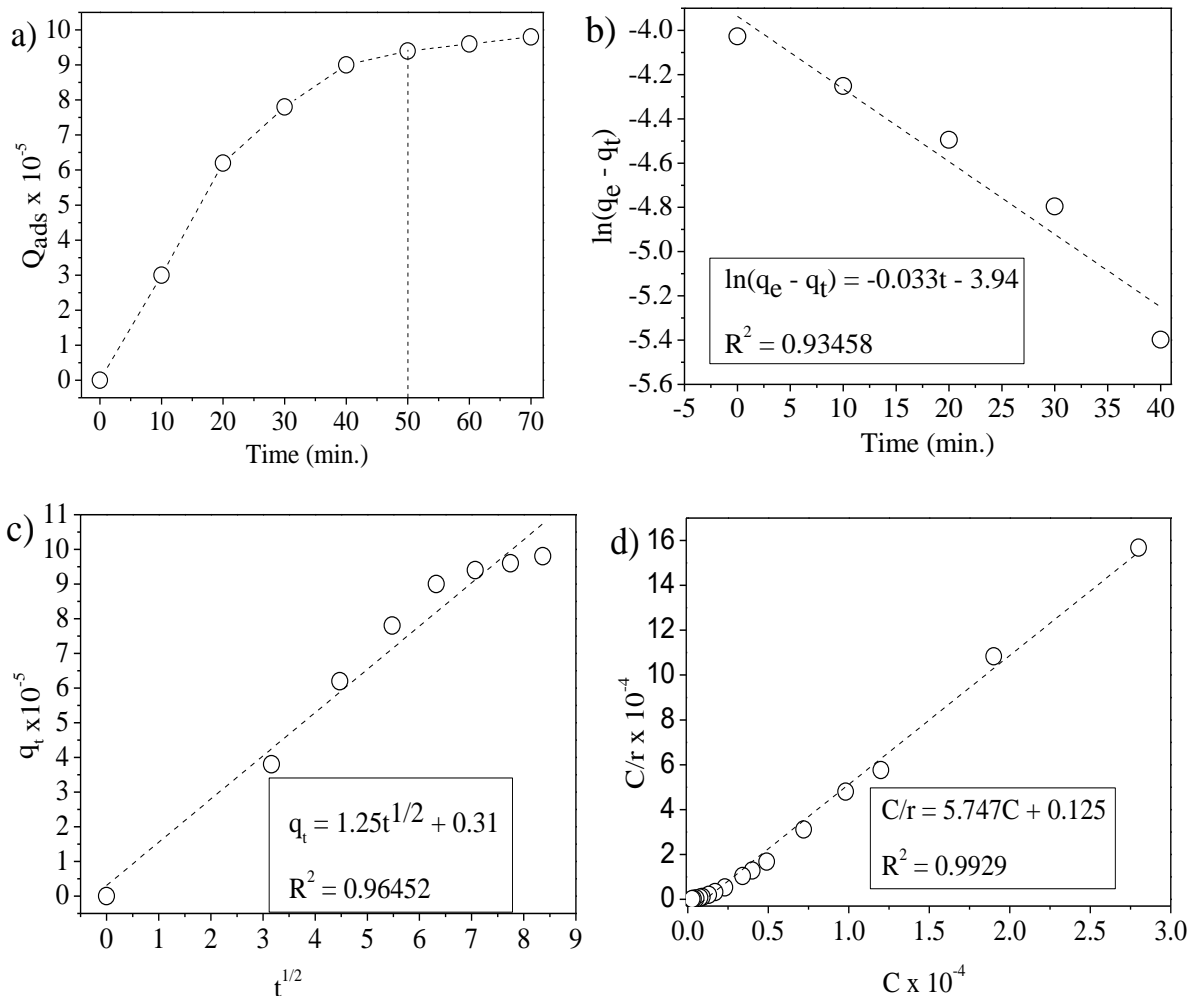 a)
10
9
8
7
6
5
4
3
2
1
0
Q_ads x 10^-5
0 10 20 30 40 50 60 70
Time (min.)
b)
-4.0
-4.2
-4.4
-4.6
-4.8
-5.0
-5.2
-5.4
-5.6
ln(q_e - q_t)
ln(q_e - q_t) = -0.033t - 3.94
R^2 = 0.93458
-5 0 5 10 15 20 25 30 35 40
Time (min.)
c)
11
10
9
8
7
6
5
4
3
2
1
0
q_t x10^-5
q_t = 1.25t^1/2 + 0.31
R^2 = 0.96452
0 1 2 3 4 5 6 7 8 9
t^1/2
d)
16
14
12
10
8
6
4
2
0
C/r x 10^-4
C/r = 5.747C + 0.125
R^2 = 0.9929
0.0 0.5 1.0 1.5 2.0 2.5 3.0
C x 10^-4